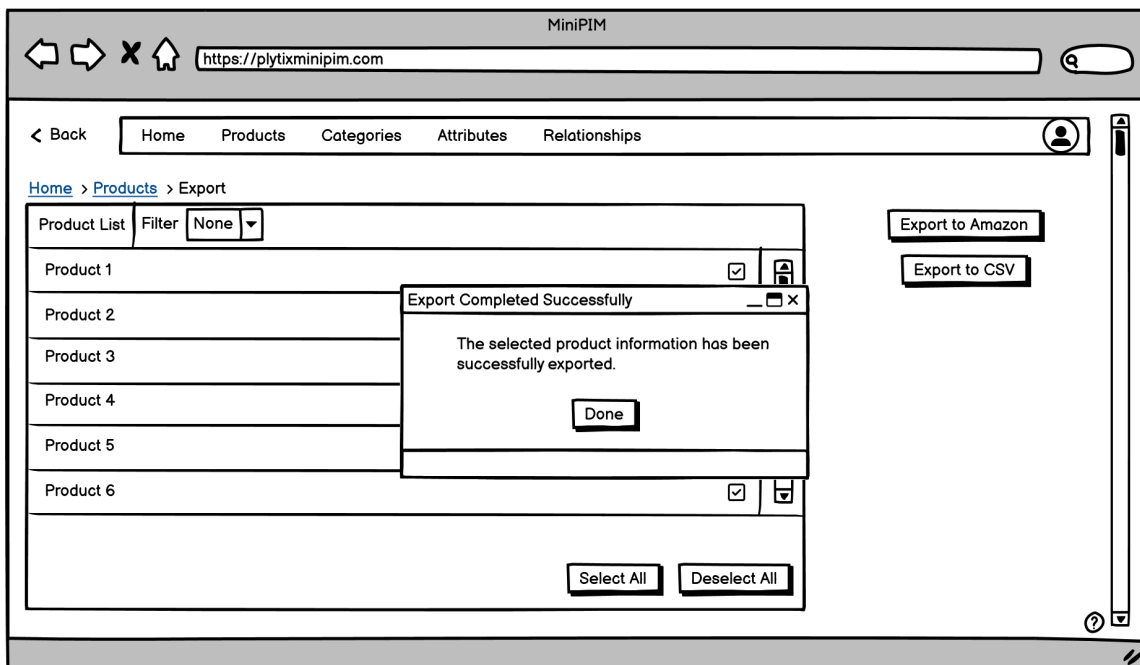 MiniPIM
https://plytixminipim.com
Back Home Products Categories Attributes Relationships
Home > Products > Export
Product List Filter None
Export to Amazon
Product 1
Export to CSV
Export Completed Successfully
Product 2
The selected product information has been
successfully exported.
Product 3
Product 4
Done
Product 5
Product 6
Select All Deselect All
?